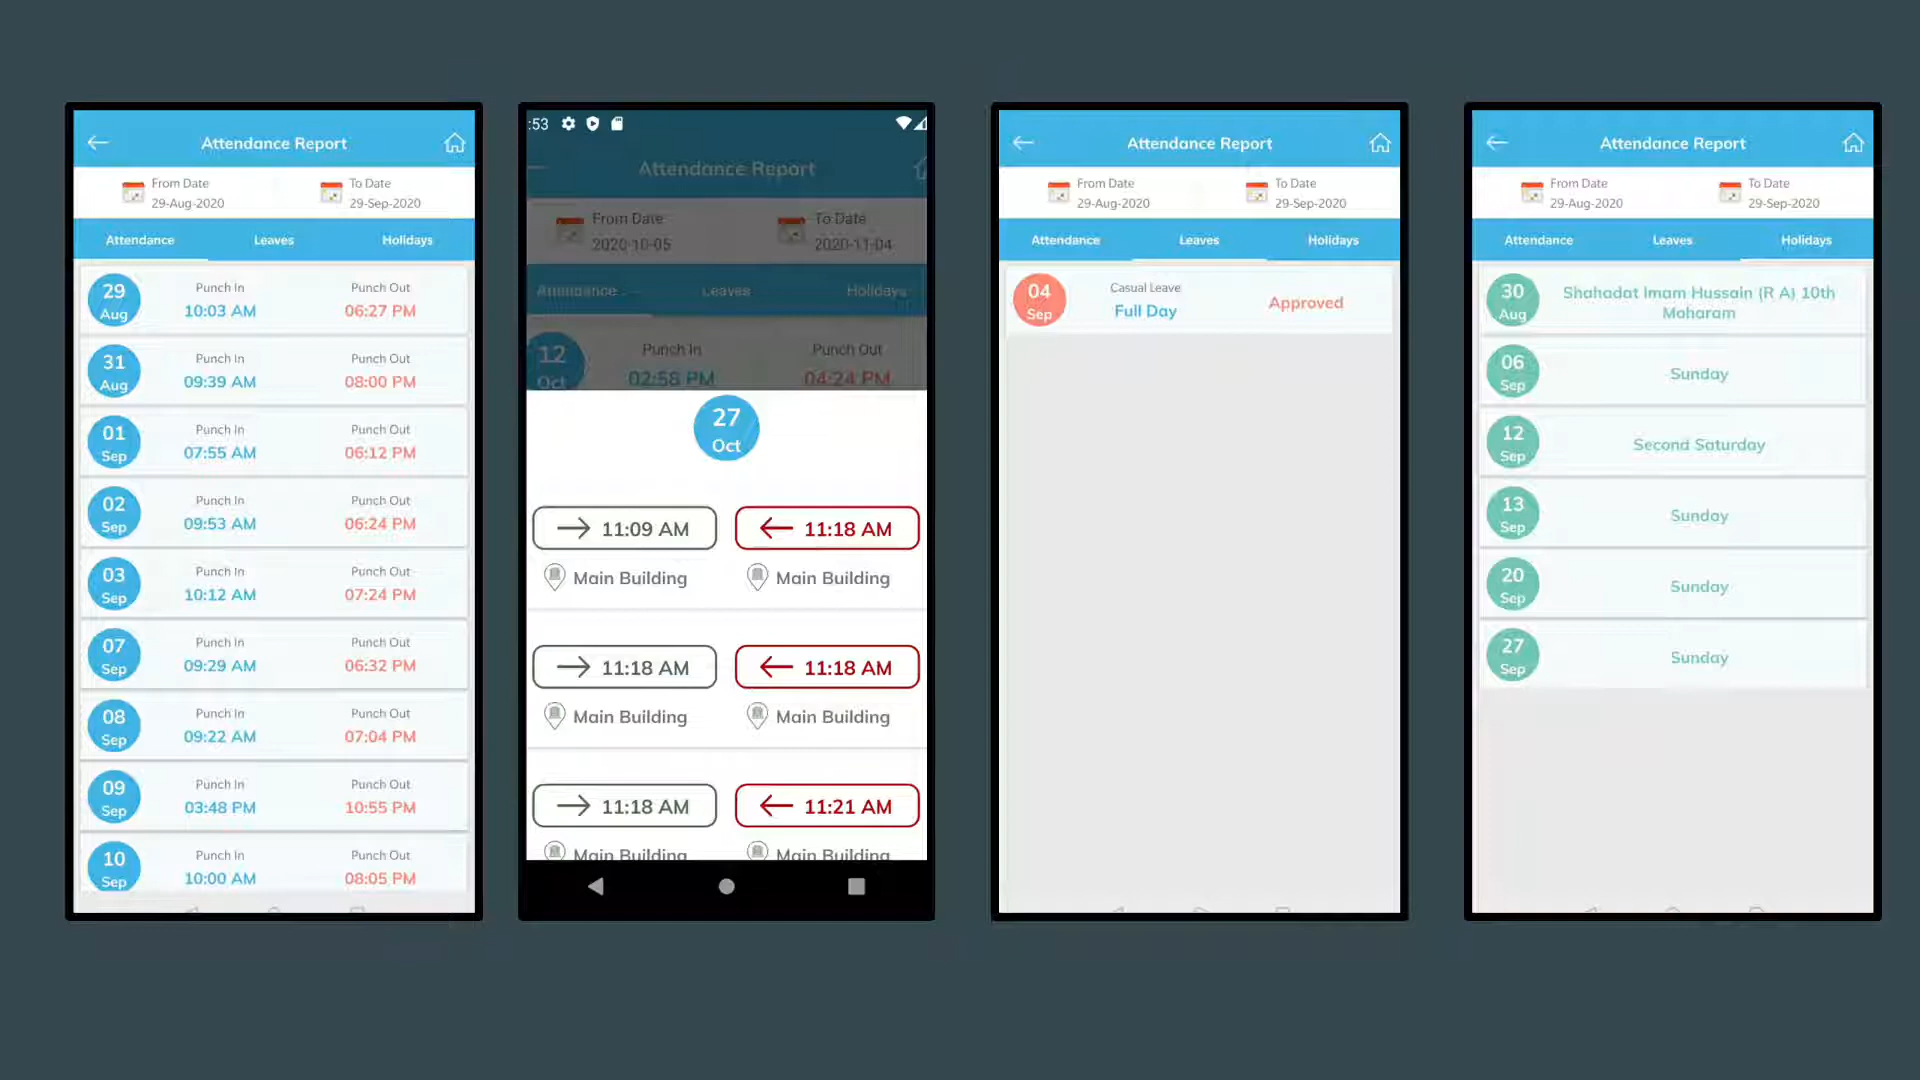 Attendance Report
From Date
29-Aug-2020
To Date
29-Sep-2020
Attendance Leaves Holidays
29 Aug Punch In 10:03 AM Punch Out 06:27 PM
31 Aug Punch In 09:39 AM Punch Out 08:00 PM
01 Sep Punch In 07:55 AM Punch Out 06:12 PM
02 Sep Punch In 09:53 AM Punch Out 06:24 PM
03 Sep Punch In 10:12 AM Punch Out 07:24 PM
07 Sep Punch In 09:29 AM Punch Out 06:32 PM
08 Sep Punch In 09:22 AM Punch Out 07:04 PM
09 Sep Punch In 03:48 PM Punch Out 10:55 PM
10 Sep Punch In 10:00 AM Punch Out 08:05 PM
:53
Attendance Report
From Date
2020-10-05
To Date
2020-11-04
Attendance Leaves Holidays
12 Oct Punch In 02:58 PM Punch Out 04:24 PM
27
Oct
11:09 AM 11:18 AM
Main Building Main Building
11:18 AM 11:18 AM
Main Building Main Building
11:18 AM 11:21 AM
Main Building Main Building
Attendance Report
From Date
29-Aug-2020
To Date
29-Sep-2020
Attendance Leaves Holidays
04 Sep Casual Leave Full Day Approved
Attendance Report
From Date
29-Aug-2020
To Date
29-Sep-2020
Attendance Leaves Holidays
30 Aug Shahadat Imam Hussain (R A) 10th
Moharam
06 Sep Sunday
12 Sep Second Saturday
13 Sep Sunday
20 Sep Sunday
27 Sep Sunday